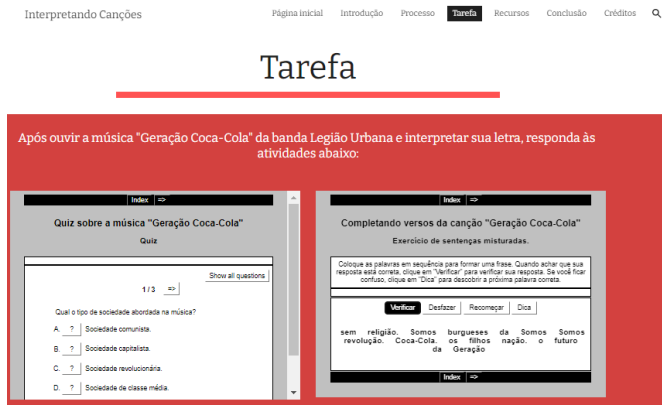 Interpretando Canções
Página inicial Introdução Processo Tarefa Recursos Conclusão Créditos
Tarefa
Após ouvir a música "Geração Coca-Cola" da banda Legião Urbana e interpretar sua letra, responda às
atividades abaixo:
Index =>
Quiz sobre a música "Geração Coca-Cola"
Quiz
Show all questions
1 / 3 =>
Qual o tipo de sociedade abordada na música?
A. ? Sociedade comunista.
B. ? Sociedade capitalista.
C. ? Sociedade revolucionária.
D. ? Sociedade de classe média.
Index =>
Completando versos da canção "Geração Coca-Cola"
Exercício de sentenças misturadas.
Coloque as palavras em sequência para formar uma frase. Quando achar que sua
resposta está correta, clique em "Verificar" para verificar sua resposta. Se você ficar
confuso, clique em "Dica" para descobrir a próxima palavra correta.
Verificar Desfazer Recomeçar Dica
sem religião. Somos burgueses da Somos Somos
revolução. Coca-Cola. os filhos nação. o futuro
da Geração
Index =>